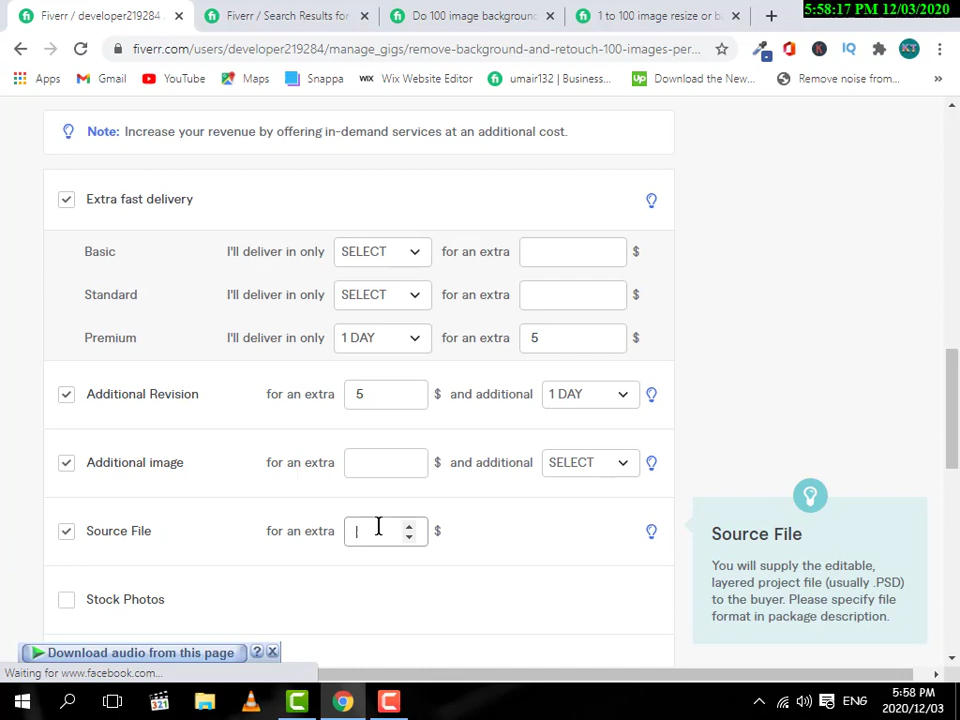 5:58:17 PM 12/03/2020
Fiverr / developer219284
Fiverr / Search Results for
Do 100 image background
1 to 100 image resize or b
fiverr.com/users/developer219284/manage_gigs/remove-background-and-retouch-100-images-per...
Apps
Gmail
YouTube
Maps
Snappa
Wix Website Editor
umair132 | Business...
Download the New...
Remove noise from...
»
Note: Increase your revenue by offering in-demand services at an additional cost.
Extra fast delivery
Basic I'll deliver in only SELECT for an extra $
Standard I'll deliver in only SELECT for an extra $
Premium I'll deliver in only 1 DAY for an extra 5 $
Additional Revision for an extra 5 $ and additional 1 DAY
Additional image for an extra $ and additional SELECT
Source File for an extra $
Source File
You will supply the editable,
layered project file (usually .PSD)
to the buyer. Please specify file
format in package description.
Stock Photos
Download audio from this page ? X
Waiting for www.facebook.com...
ENG
5:58 PM
2020/12/03